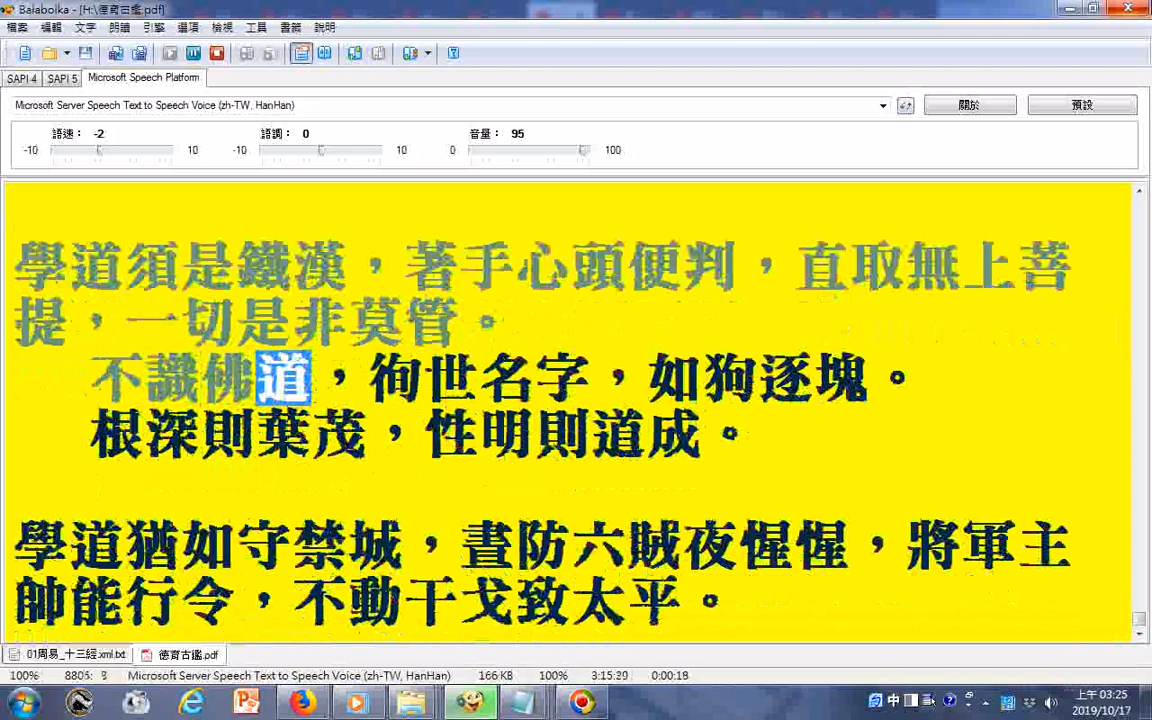 Balabolka - [H:\德育古鑑.pdf]
檔案 編輯 文字 朗讀 引擎 選項 檢視 工具 書籤 說明
SAPI 4 SAPI 5 Microsoft Speech Platform
Microsoft Server Speech Text to Speech Voice (zh-TW, HanHan) 關於 預設
語速： -2 語調： 0 音量： 95
-10 10 -10 10 0 100
學道須是鐵漢，著手心頭便判，直取無上菩
提，一切是非莫管。
不識佛道，徇世名字，如狗逐塊。
根深則葉茂，性明則道成。
學道猶如守禁城，晝防六賊夜惺惺，將軍主
帥能行令，不動干戈致太平。
01周易_十三經.xml.txt 德育古鑑.pdf
100% 8805: Microsoft Server Speech Text to Speech Voice (zh-TW, HanHan) 166 KB 100% 3:15:39 0:00:18
中 上午 03:25
2019/10/17